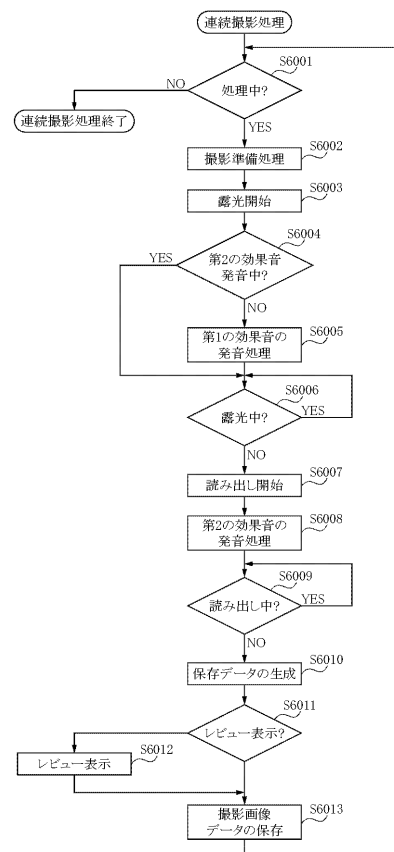 連続撮影処理
S6001
処理中?
NO
連続撮影処理終了
YES
S6002
撮影準備処理
S6003
露光開始
S6004
第2の効果音
発音中?
YES
NO
S6005
第1の効果音の
発音処理
S6006
露光中?
YES
NO
S6007
読み出し開始
S6008
第2の効果音の
発音処理
S6009
読み出し中?
YES
NO
S6010
保存データの生成
S6011
レビュー表示?
S6012
レビュー表示
S6013
撮影画像
データの保存